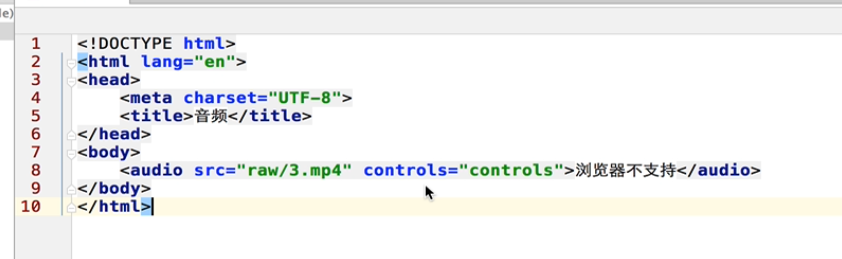 le)
1 <!DOCTYPE html>
2 <html lang="en">
3 <head>
4 <meta charset="UTF-8">
5 <title>音频</title>
6 </head>
7 <body>
8 <audio src="raw/3.mp4" controls="controls">浏览器不支持</audio>
9 </body>
10 </html>